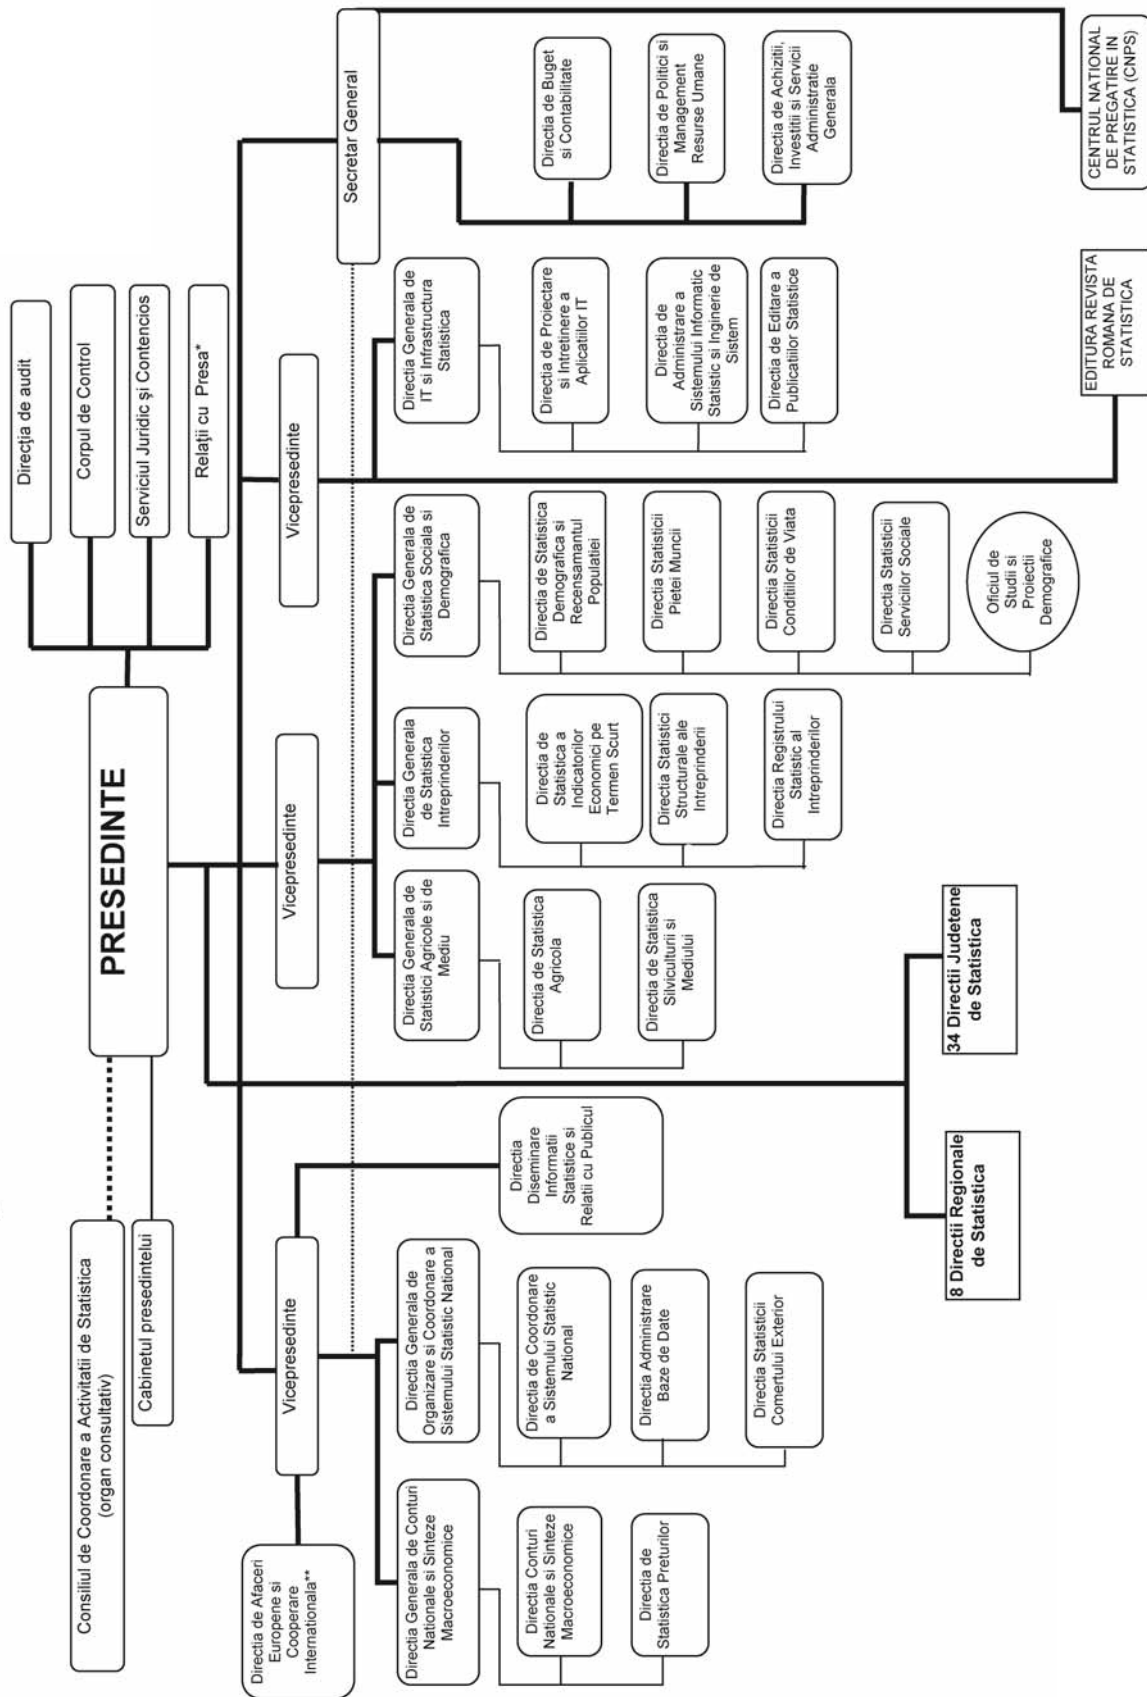 Consiliul de Coordonare a Activitatii de Statistica
(organ consultativ)
Cabinetul presedintelui
PRESEDINTE
Direcţia de audit
Corpul de Control
Serviciul Juridic şi Contencios
Relaţii cu Presa*
Directia de Afaceri
Europene si
Cooperare
Internationala**
Vicepresedinte
Vicepresedinte
Vicepresedinte
Secretar General
Directia Generala de Conturi
Nationale si Sinteze
Macroeconomice
Directia Conturi
Nationale si Sinteze
Macroeconomice
Directia de
Statistica Preturilor
Directia Generala de
Organizare si Coordonare a
Sistemului Statistic National
Directia de Coordonare
a Sistemului Statistic
National
Directia Administrare
Baze de Date
Directia Statisticii
Comertului Exterior
Directia
Diseminare
Informatii
Statistice si
Relatii cu Publicul
Directia Generala de
Statistici Agricole si de
Mediu
Directia de Statistica
Agricola
Directia de Statistica
Silviculturii si
Mediului
Directia Generala
de Statistica
Intreprinderilor
Directia de
Statistica a
Indicatorilor
Economici pe
Termen Scurt
Directia Statistici
Structurale ale
Intreprinderii
Directia Registrului
Statistic al
Intreprinderilor
Directia Generala de
Statistica Sociala si
Demografica
Directia de Statistica
Demografica si
Recensamantul
Populatiei
Directia Statisticii
Pietei Muncii
Directia Statisticii
Conditiilor de Viata
Directia Statisticii
Serviciilor Sociale
Oficiul de
Studii si
Proiectii
Demografice
Directia Generala de
IT si Infrastructura
Statistica
Directia de Proiectare
si Intretinere a
Aplicatiilor IT
Directia de
Administrare a
Sistemului Informatic
Statistic si Inginerie de
Sistem
Directia de Editare a
Publicatiilor Statistice
Directia de Buget
si Contabilitate
Directia de Politici si
Management
Resurse Umane
Directia de Achizitii,
Investitii si Servicii
Administratie
Generala
8 Directii Regionale
de Statistica
34 Directii Judetene
de Statistica
EDITURA REVISTA
ROMANA DE
STATISTICA
CENTRUL NATIONAL
DE PREGATIRE IN
STATISTICA (CNPS)